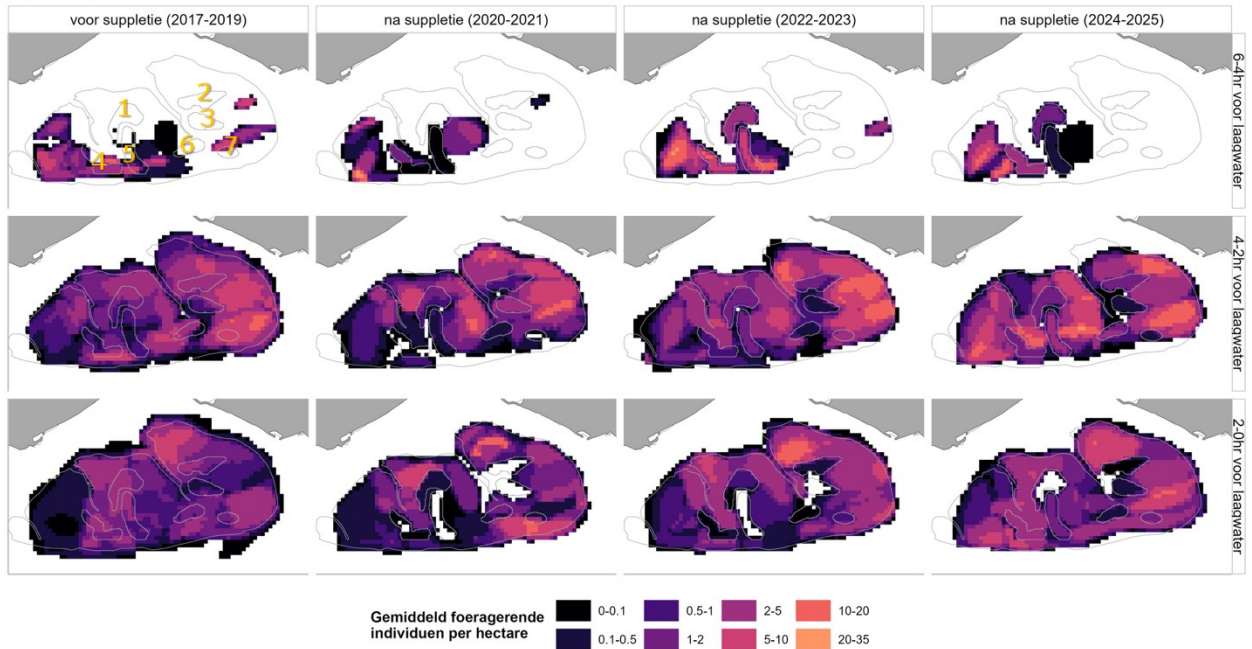 voor suppletie (2017-2019)
na suppletie (2020-2021)
na suppletie (2022-2023)
na suppletie (2024-2025)
1
2
3
4
5
6
7
6-4hr voor laagwater
4-2hr voor laagwater
2-0hr voor laagwater
Gemiddeld foeragerende
individuen per hectare
0-0.1
0.5-1
2-5
10-20
0.1-0.5
1-2
5-10
20-35